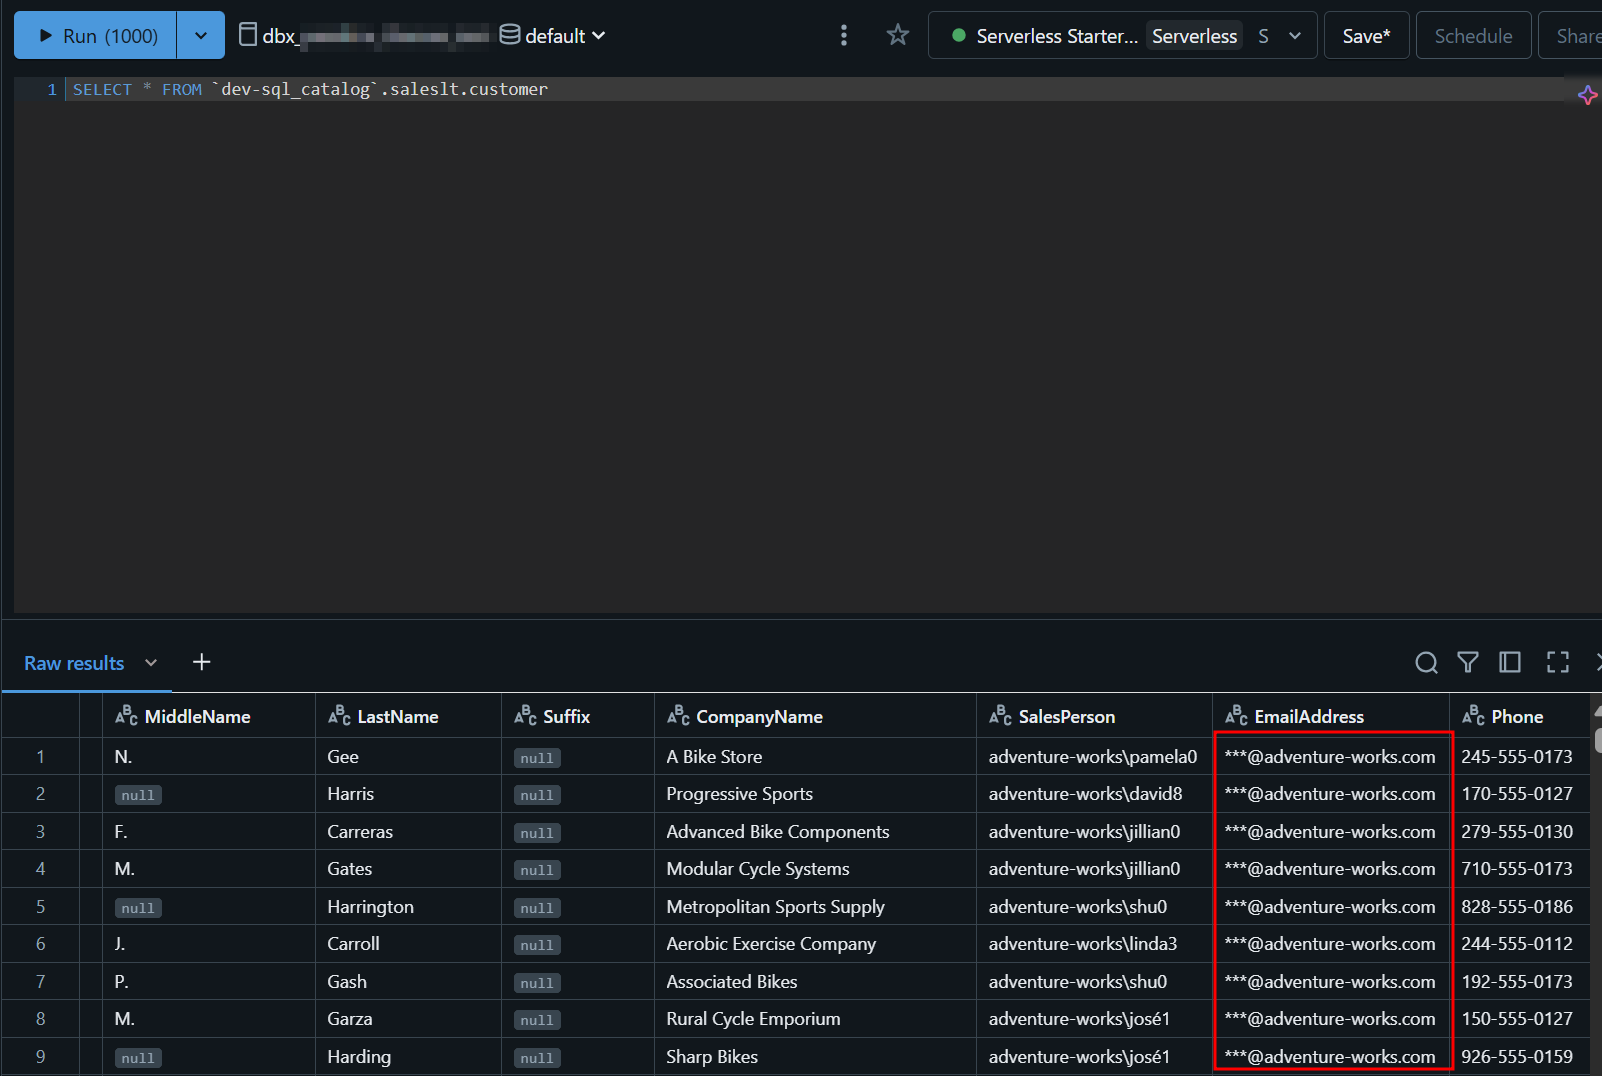 Run (1000) dbx_ default Serverless Starter... Serverless S Save* Schedule Share
1 SELECT * FROM `dev-sql_catalog`.saleslt.customer
Raw results +
MiddleName LastName Suffix CompanyName SalesPerson EmailAddress Phone
1 N. Gee null A Bike Store adventure-works\pamela0 ***@adventure-works.com 245-555-0173
2 null Harris null Progressive Sports adventure-works\david8 ***@adventure-works.com 170-555-0127
3 F. Carreras null Advanced Bike Components adventure-works\jillian0 ***@adventure-works.com 279-555-0130
4 M. Gates null Modular Cycle Systems adventure-works\jillian0 ***@adventure-works.com 710-555-0173
5 null Harrington null Metropolitan Sports Supply adventure-works\shu0 ***@adventure-works.com 828-555-0186
6 J. Carroll null Aerobic Exercise Company adventure-works\linda3 ***@adventure-works.com 244-555-0112
7 P. Gash null Associated Bikes adventure-works\shu0 ***@adventure-works.com 192-555-0173
8 M. Garza null Rural Cycle Emporium adventure-works\josé1 ***@adventure-works.com 150-555-0127
9 null Harding null Sharp Bikes adventure-works\josé1 ***@adventure-works.com 926-555-0159